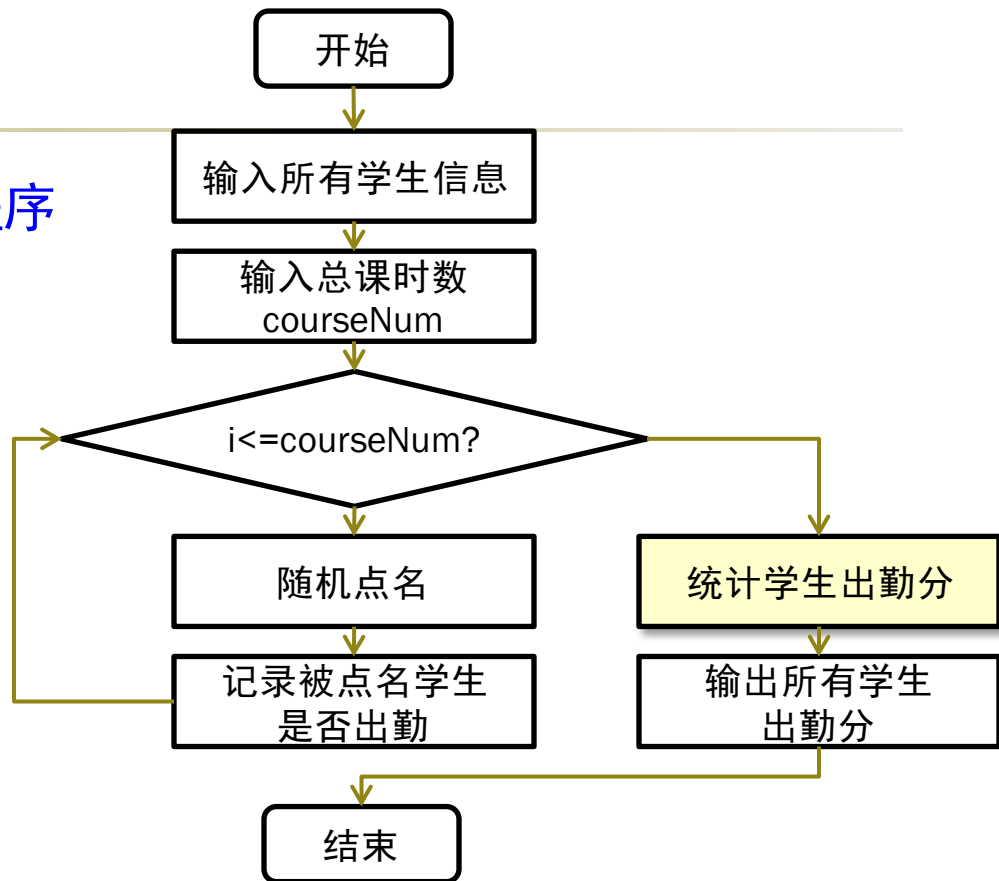 开始
输入所有学生信息
序
输入总课时数
courseNum
i<=courseNum?
随机点名
统计学生出勤分
记录被点名学生
是否出勤
输出所有学生
出勤分
结束